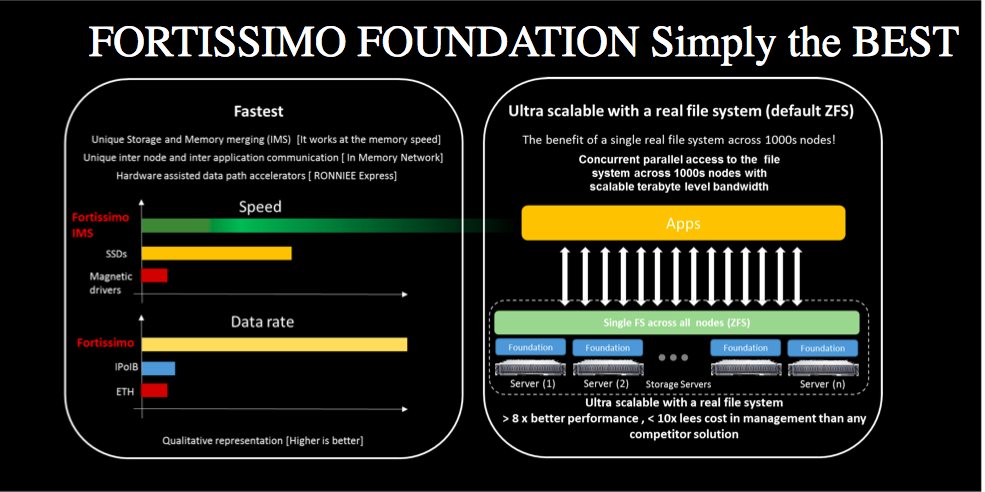 FORTISSIMO FOUNDATION Simply the BEST
Fastest
Unique Storage and Memory merging (IMS) [It works at the memory speed]
Unique inter node and inter application communication [ In Memory Network]
Hardware assisted data path accelerators [ RONNIEE Express]
Speed
Fortissimo
IMS
SSDs
Magnetic
drivers
Data rate
Fortissimo
IPoIB
ETH
Qualitative representation [Higher is better]
Ultra scalable with a real file system (default ZFS)
The benefit of a single real file system across 1000s nodes!
Concurrent parallel access to the file
system across 1000s nodes with
scalable terabyte level bandwidth
Apps
Single FS across all nodes (ZFS)
Foundation Foundation Foundation Foundation
Server (1) Server (2) Storage Servers Server (n)
Ultra scalable with a real file system
> 8 x better performance , < 10x lees cost in management than any
competitor solution